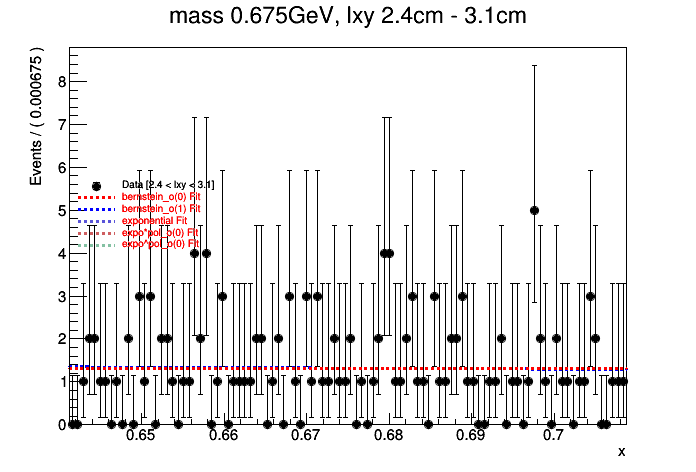 mass 0.675GeV, lxy 2.4cm - 3.1cm
Events / ( 0.000675 )
8
7
6
5
4
3
2
1
0
Data [2.4 < lxy < 3.1]
bernstein_o(0) Fit
bernstein_o(1) Fit
exponential Fit
expo*pol_o(0) Fit
expo*pol_o(0) Fit
0.65 0.66 0.67 0.68 0.69 0.7
x